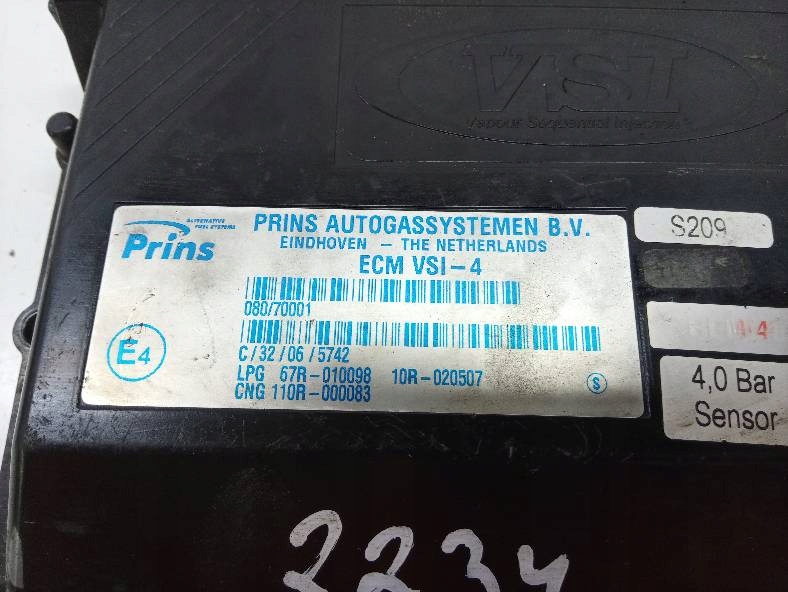 VSI
Vapour Sequential Injection
ALTERNATIVE
FUEL SYSTEMS
Prins
PRINS AUTOGASSYSTEMEN B.V.
EINDHOVEN - THE NETHERLANDS
ECM VSI-4
080/70001
C/32/06/5742
LPG 67R-010098 10R-020507
CNG 110R-000083
E4
S
S209
4,0 Bar
Sensor
2234